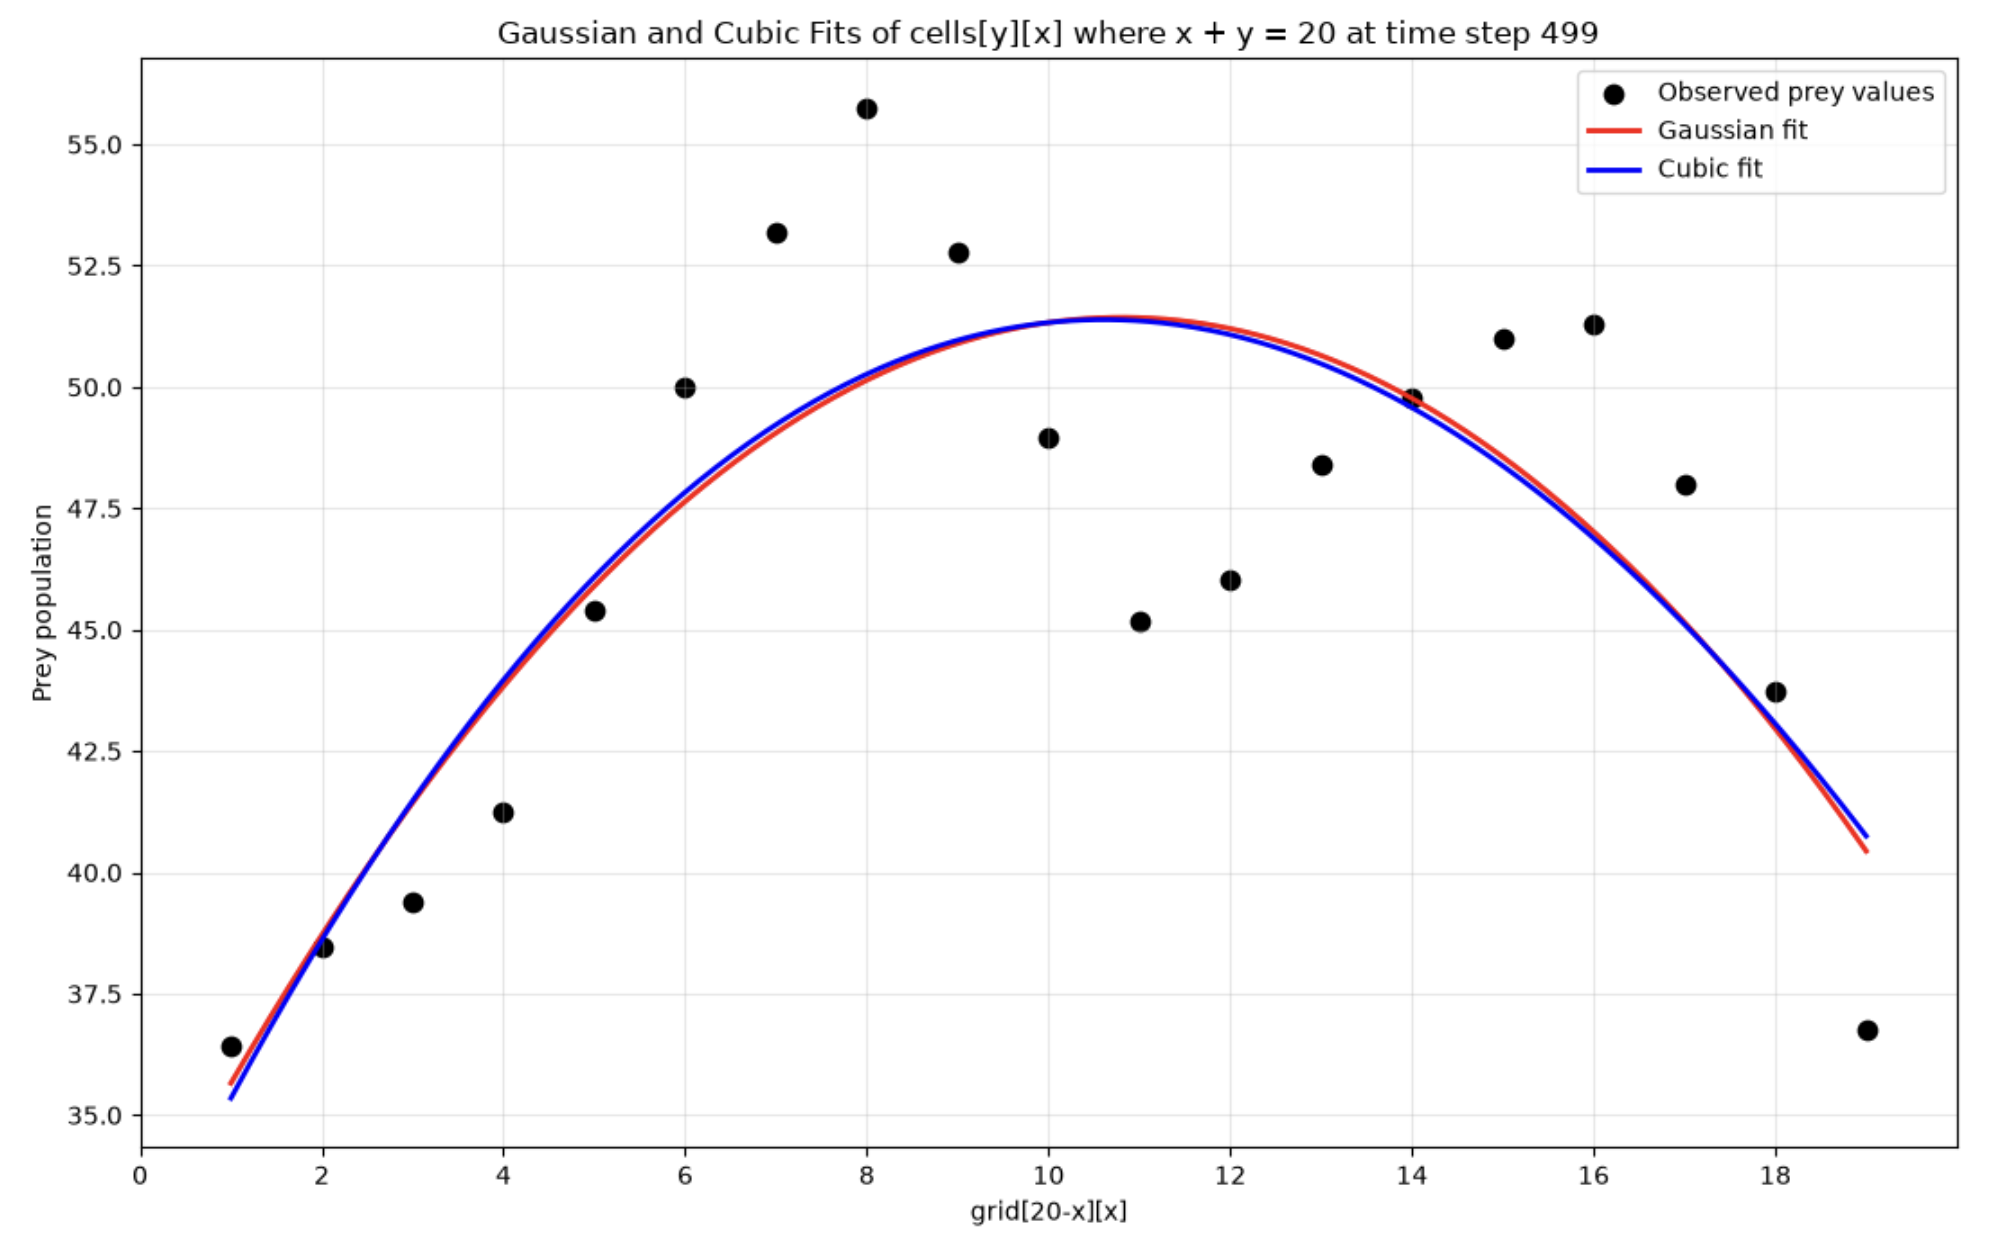 Gaussian and Cubic Fits of cells[y][x] where x + y = 20 at time step 499
Observed prey values
Gaussian fit
Cubic fit
55.0
52.5
50.0
47.5
45.0
42.5
40.0
37.5
35.0
Prey population
0 2 4 6 8 10 12 14 16 18
grid[20-x][x]